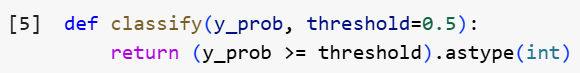 [5] def classify(y_prob, threshold=0.5):
return (y_prob >= threshold).astype(int)